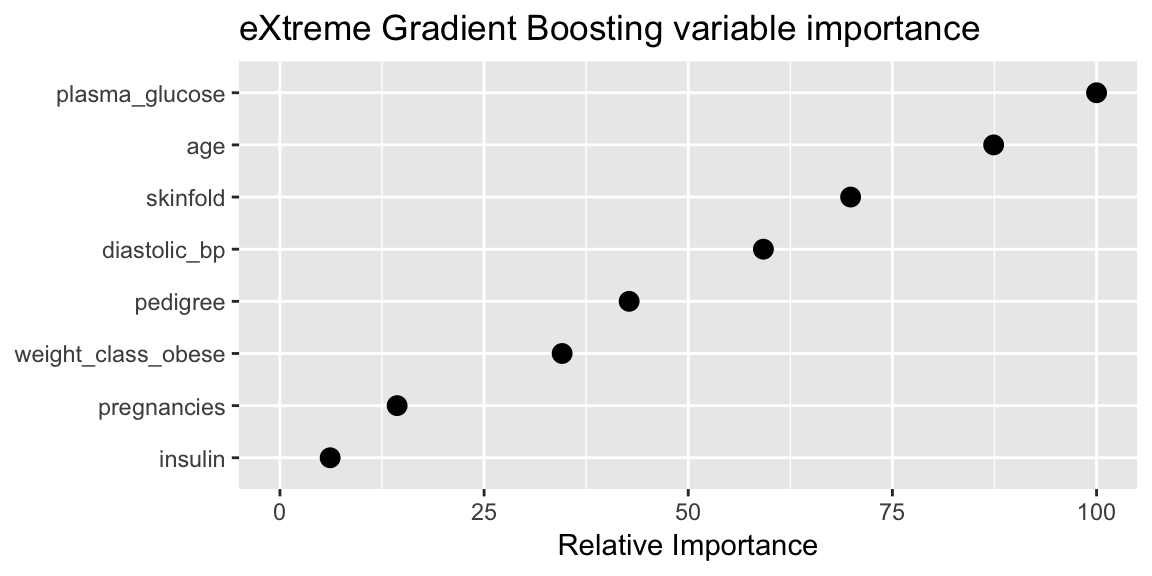 eXtreme Gradient Boosting variable importance
plasma_glucose
age
skinfold
diastolic_bp
pedigree
weight_class_obese
pregnancies
insulin
0 25 50 75 100
Relative Importance